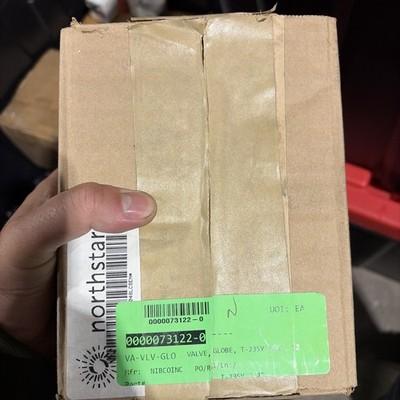 northstar
0000073122-0
UOI: EA
0000073122-0
VA-VLV-GLO VALVE, GLOBE, T-235Y
Mfr: NIBCOINC PO/R